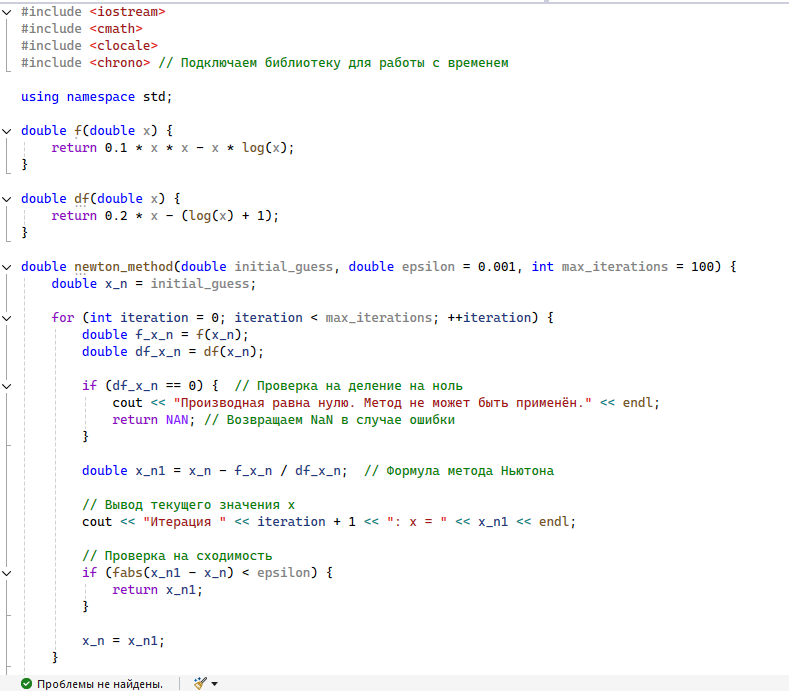 #include <iostream>
#include <cmath>
#include <clocale>
#include <chrono> // Подключаем библиотеку для работы с временем
using namespace std;
double f(double x) {
return 0.1 * x * x - x * log(x);
}
double df(double x) {
return 0.2 * x - (log(x) + 1);
}
double newton_method(double initial_guess, double epsilon = 0.001, int max_iterations = 100) {
double x_n = initial_guess;
for (int iteration = 0; iteration < max_iterations; ++iteration) {
double f_x_n = f(x_n);
double df_x_n = df(x_n);
if (df_x_n == 0) { // Проверка на деление на ноль
cout << "Производная равна нулю. Метод не может быть применён." << endl;
return NAN; // Возвращаем NaN в случае ошибки
}
double x_n1 = x_n - f_x_n / df_x_n; // Формула метода Ньютона
// Вывод текущего значения x
cout << "Итерация " << iteration + 1 << ": x = " << x_n1 << endl;
// Проверка на сходимость
if (fabs(x_n1 - x_n) < epsilon) {
return x_n1;
}
x_n = x_n1;
}
Проблемы не найдены.